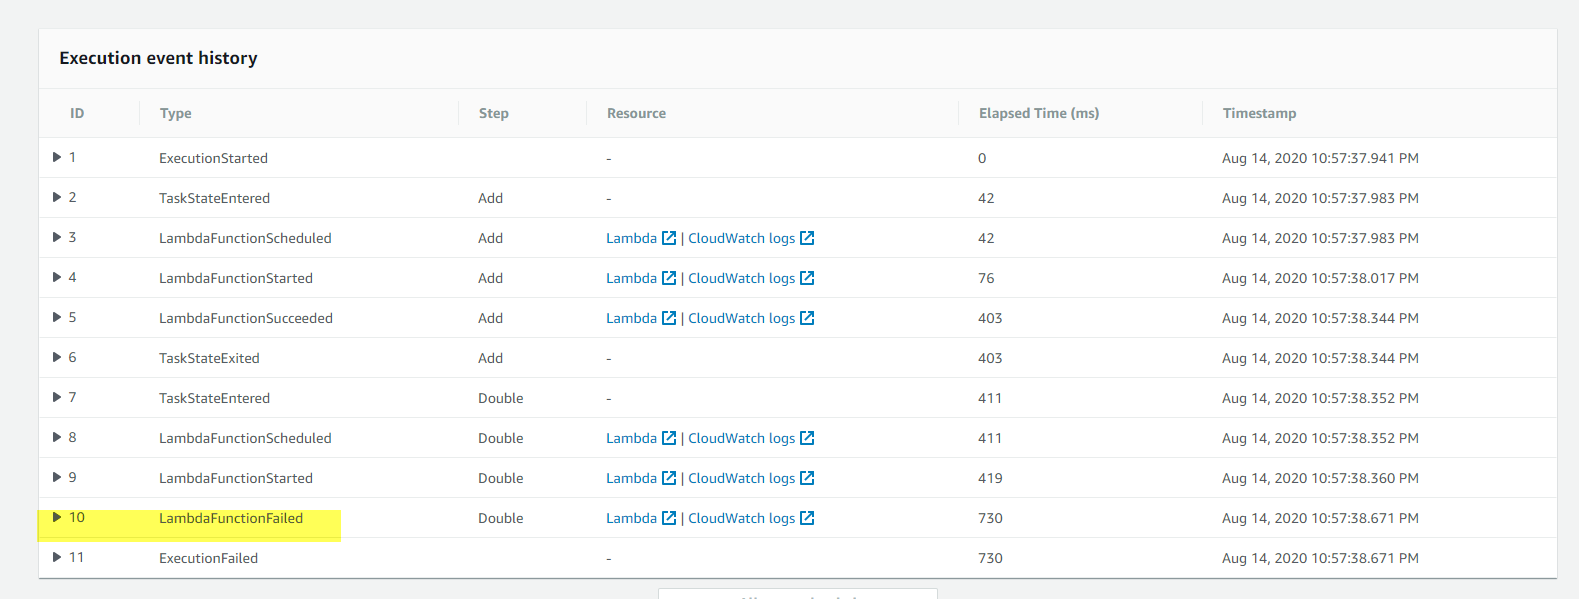 Execution event history
ID Type Step Resource Elapsed Time (ms) Timestamp
1 ExecutionStarted - 0 Aug 14, 2020 10:57:37.941 PM
2 TaskStateEntered Add - 42 Aug 14, 2020 10:57:37.983 PM
3 LambdaFunctionScheduled Add Lambda | CloudWatch logs 42 Aug 14, 2020 10:57:37.983 PM
4 LambdaFunctionStarted Add Lambda | CloudWatch logs 76 Aug 14, 2020 10:57:38.017 PM
5 LambdaFunctionSucceeded Add Lambda | CloudWatch logs 403 Aug 14, 2020 10:57:38.344 PM
6 TaskStateExited Add - 403 Aug 14, 2020 10:57:38.344 PM
7 TaskStateEntered Double - 411 Aug 14, 2020 10:57:38.352 PM
8 LambdaFunctionScheduled Double Lambda | CloudWatch logs 411 Aug 14, 2020 10:57:38.352 PM
9 LambdaFunctionStarted Double Lambda | CloudWatch logs 419 Aug 14, 2020 10:57:38.360 PM
10 LambdaFunctionFailed Double Lambda | CloudWatch logs 730 Aug 14, 2020 10:57:38.671 PM
11 ExecutionFailed - 730 Aug 14, 2020 10:57:38.671 PM